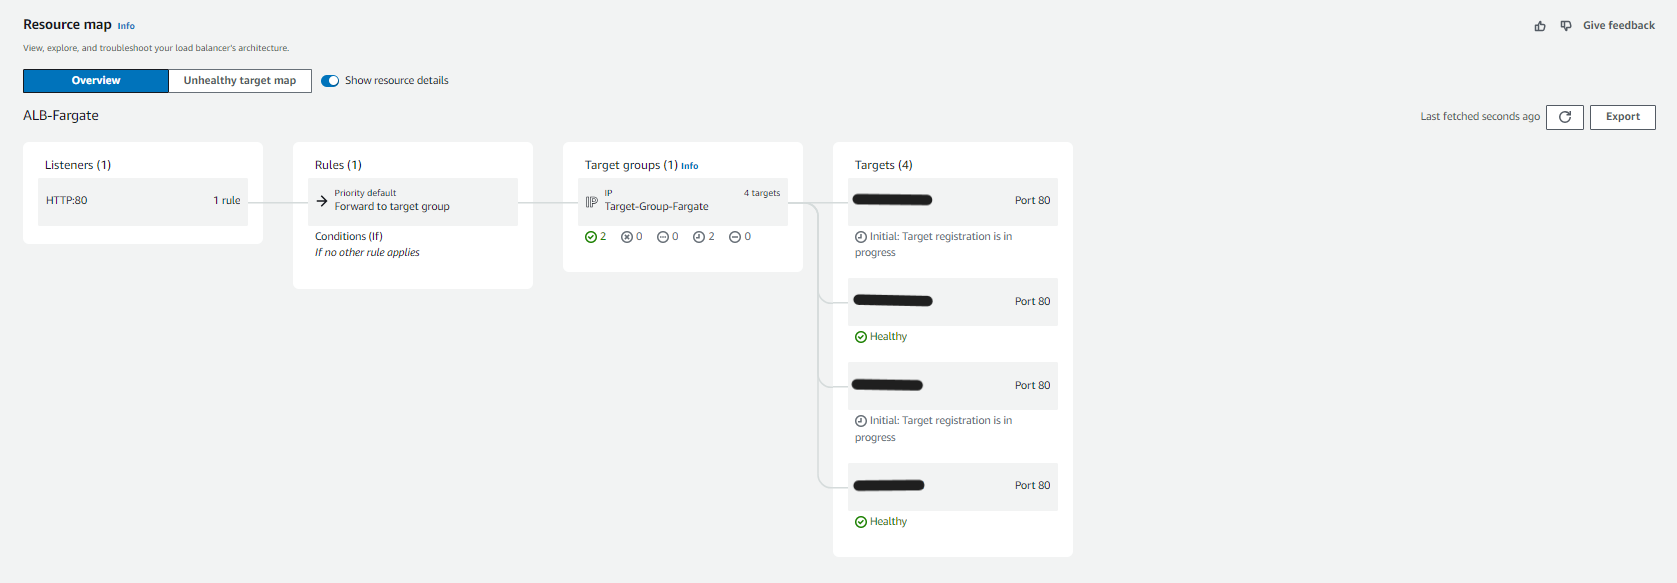 Resource map Info
View, explore, and troubleshoot your load balancer's architecture.
Give feedback
Overview
Unhealthy target map
Show resource details
ALB-Fargate
Last fetched seconds ago
Export
Listeners (1)
HTTP:80
1 rule
Rules (1)
Priority default
Forward to target group
Conditions (If)
If no other rule applies
Target groups (1) Info
IP
4 targets
Target-Group-Fargate
2 0 0 2 0
Targets (4)
Port 80
Initial: Target registration is in
progress
Port 80
Healthy
Port 80
Initial: Target registration is in
progress
Port 80
Healthy